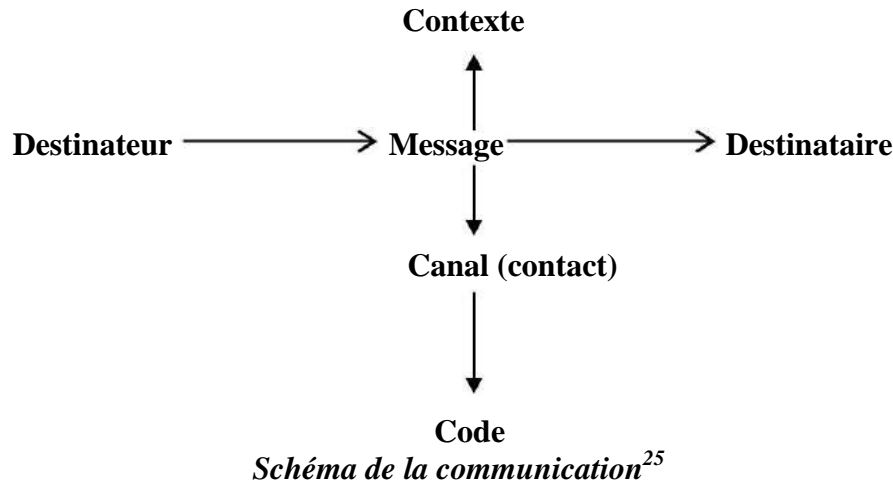 Contexte
Destinateur Message Destinataire
Canal (contact)
Code
Schéma de la communication25